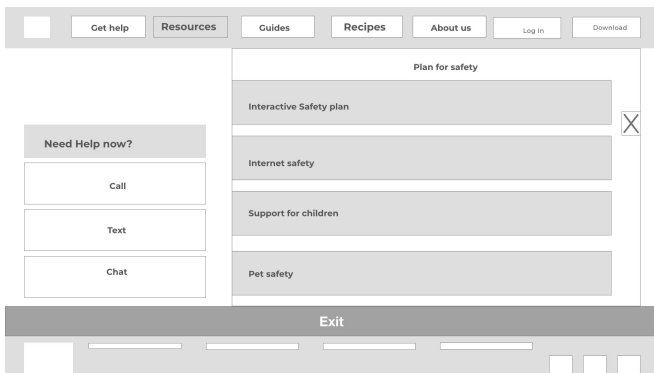 Get help
Resources
Guides
Recipes
About us
Log In
Download
Plan for safety
Interactive Safety plan
X
Need Help now?
Internet safety
Call
Support for children
Text
Chat
Pet safety
Exit